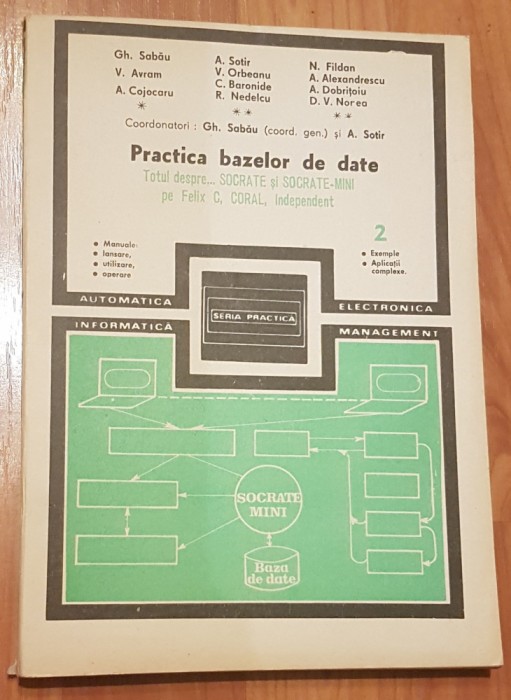 Gh. Sabău
V. Avram
A. Cojocaru
*
A. Sotir
V. Orbeanu
C. Baronide
R. Nedelcu
* *
N. Fildan
A. Alexandrescu
A. Dobrițoiu
D. V. Norea
* *
Coordonatori : Gh. Sabău (coord. gen.) și A. Sotir
Practica bazelor de date
Totul despre... SOCRATE și SOCRATE-MINI
pe Felix C, CORAL, Independent
2
• Manuale:
• lansare,
• utilizare,
• operare
• Exemple
• Aplicații
complexe.
AUTOMATICA
ELECTRONICA
SERIA PRACTICĂ
INFORMATICĂ
MANAGEMENT
SOCRATE
MINI
Baza
de date